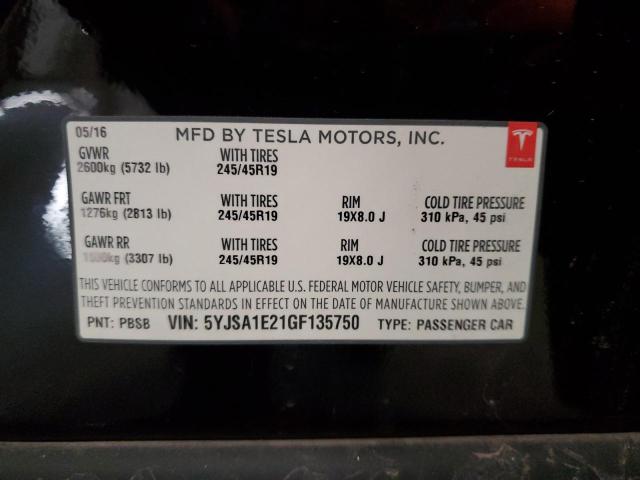 05/16 MFD BY TESLA MOTORS, INC.
GVWR WITH TIRES
2600kg (5732 lb) 245/45R19
TESLA
GAWR FRT WITH TIRES RIM COLD TIRE PRESSURE
1276kg (2813 lb) 245/45R19 19X8.0 J 310 kPa, 45 psi
GAWR RR WITH TIRES RIM COLD TIRE PRESSURE
(3307 lb) 245/45R19 19X8.0 J 310 kPa, 45 psi
THIS VEHICLE CONFORMS TO ALL APPLICABLE U.S. FEDERAL MOTOR VEHICLE SAFETY, BUMPER, AND
THEFT PREVENTION STANDARDS IN EFFECT ON THE DATE OF MANUFACTURE SHOWN ABOVE.
PNT: PBSB VIN: 5YJSA1E21GF135750 TYPE: PASSENGER CAR